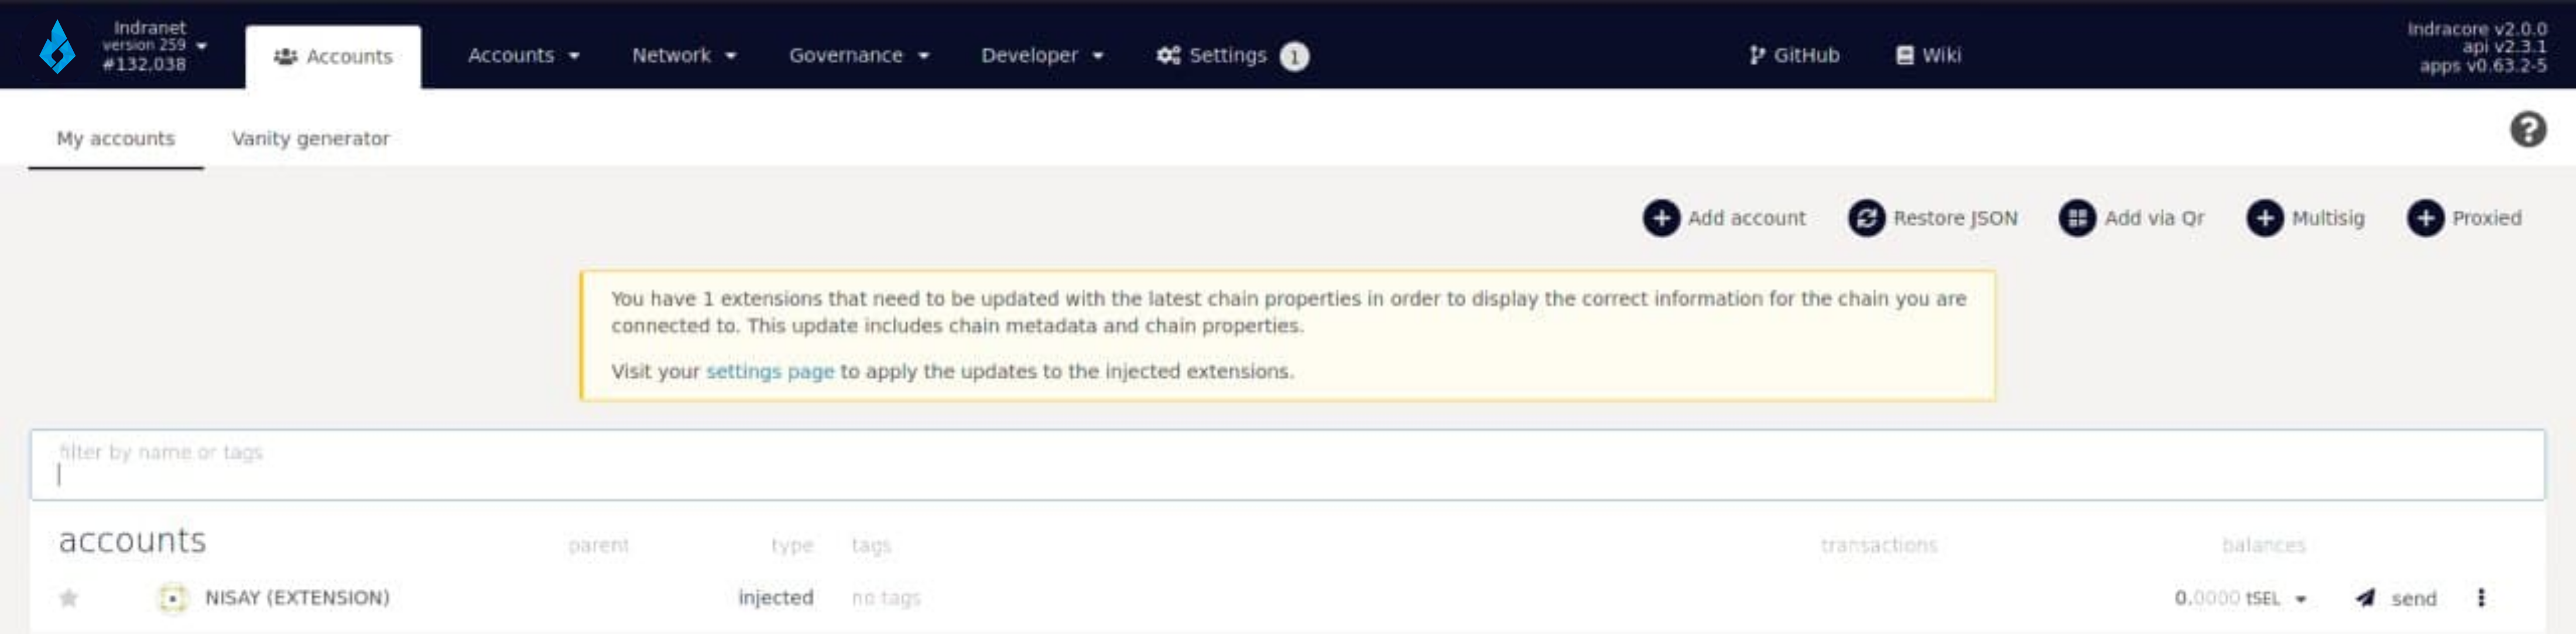 Indranet
version 259
#132,038
Accounts
Accounts
Network
Governance
Developer
Settings
1
GitHub
Wiki
Indracore v2.0.0
api v2.3.1
apps v0.63.2-5
My accounts
Vanity generator
Add account
Restore JSON
Add via Qr
Multisig
Proxied
You have 1 extensions that need to be updated with the latest chain properties in order to display the correct information for the chain you are
connected to. This update includes chain metadata and chain properties.
Visit your settings page to apply the updates to the injected extensions.
filter by name or tags
accounts parent type tags transactions balances
NISAY (EXTENSION) injected no tags 0.0000 tSEL send